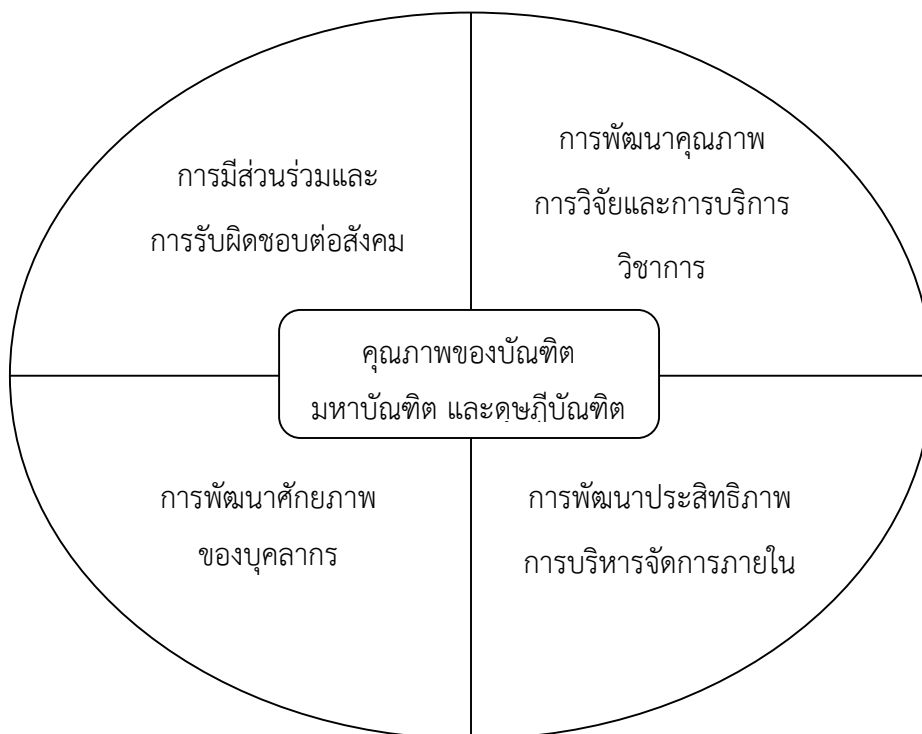 การมีส่วนร่วมและ
การรับผิดชอบต่อสังคม
การพัฒนาคุณภาพ
การวิจัยและการบริการ
วิชาการ
คุณภาพของบัณฑิต
มหาบัณฑิต และดุษฎีบัณฑิต
การพัฒนาศักยภาพ
ของบุคลากร
การพัฒนาประสิทธิภาพ
การบริหารจัดการภายใน